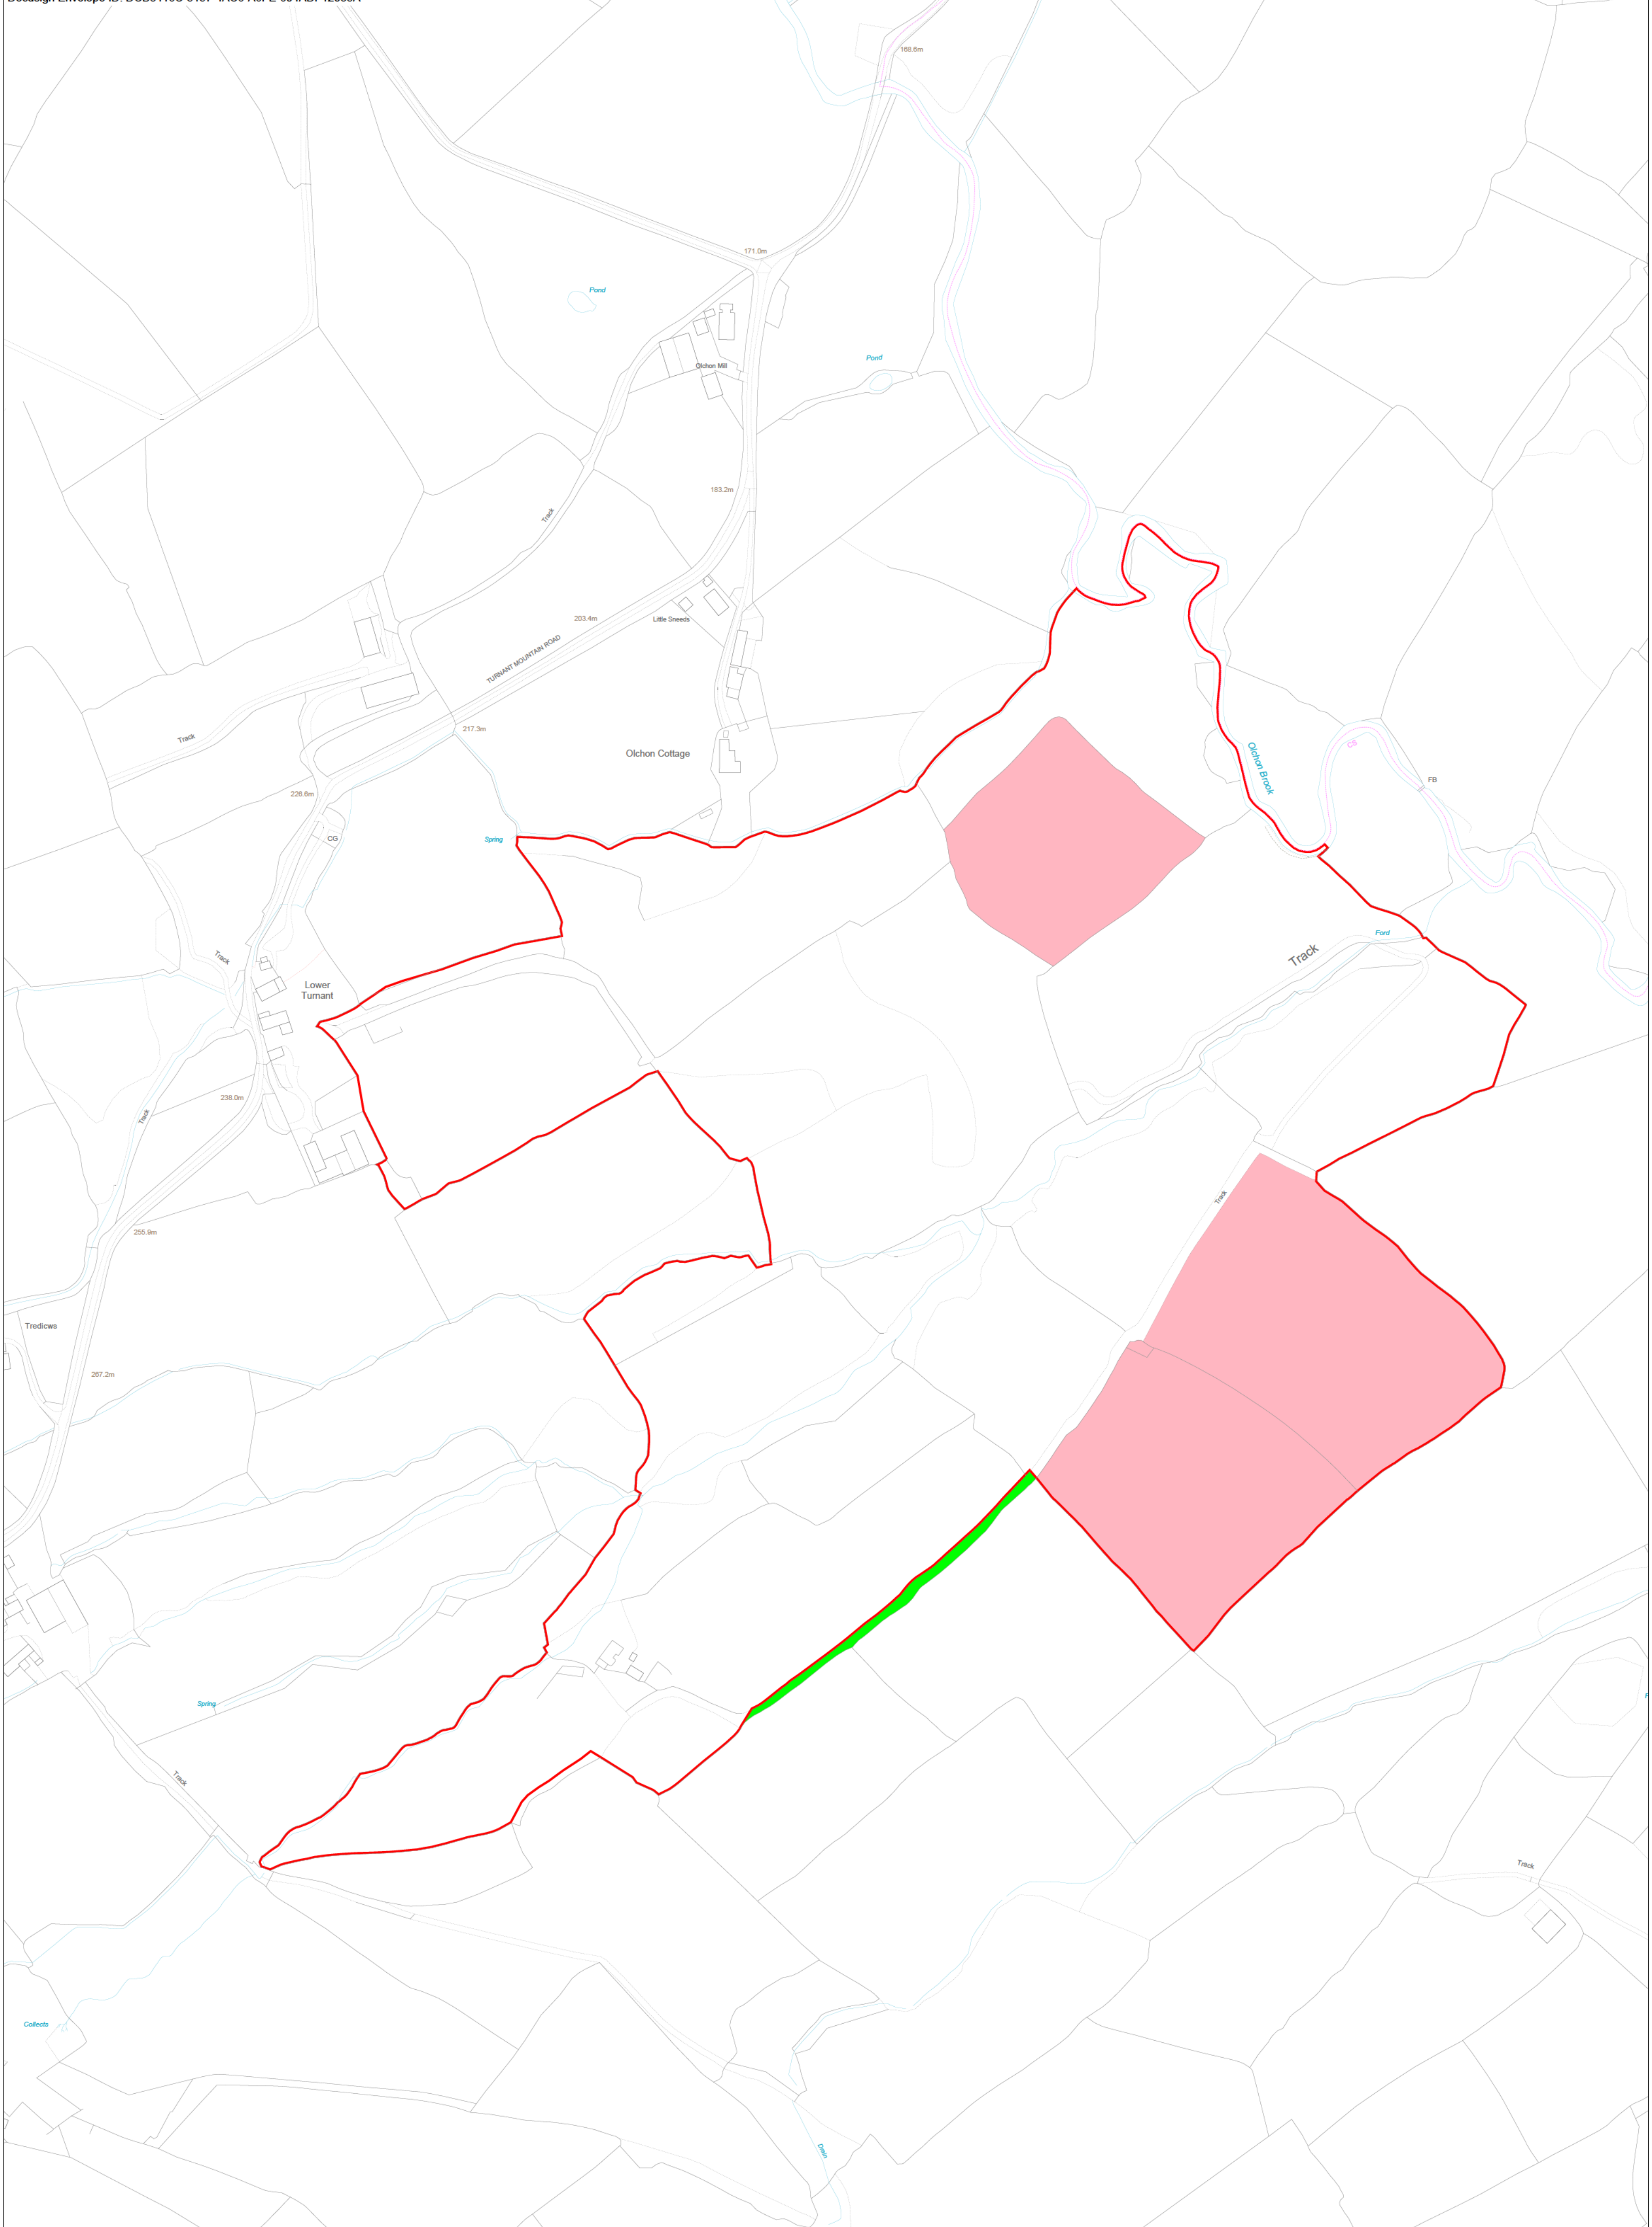 168.6m
171.0m
Pond
Pond
Olchon Mill
183.2m
Track
203.4m
Little Sneeds
TURNANT MOUNTAIN ROAD
217.3m
Track
Olchon Cottage
Olchon Brook
CS
FB
226.6m
CG
Spring
Ford
Track
Track
Lower
Turnant
238.0m
Track
Track
255.9m
Tredicws
267.2m
Spring
Track
Track
Collects
Drain